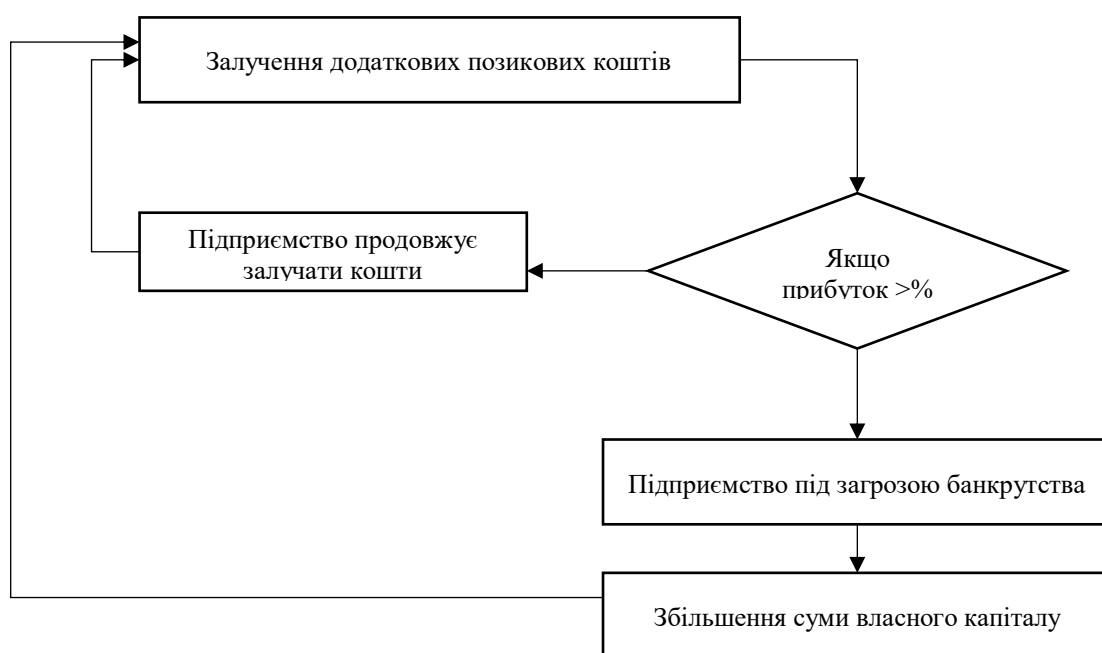 Залучення додаткових позикових коштів
Підприємство продовжує
залучати кошти
Якщо
прибуток >%
Підприємство під загрозою банкрутства
Збільшення суми власного капіталу